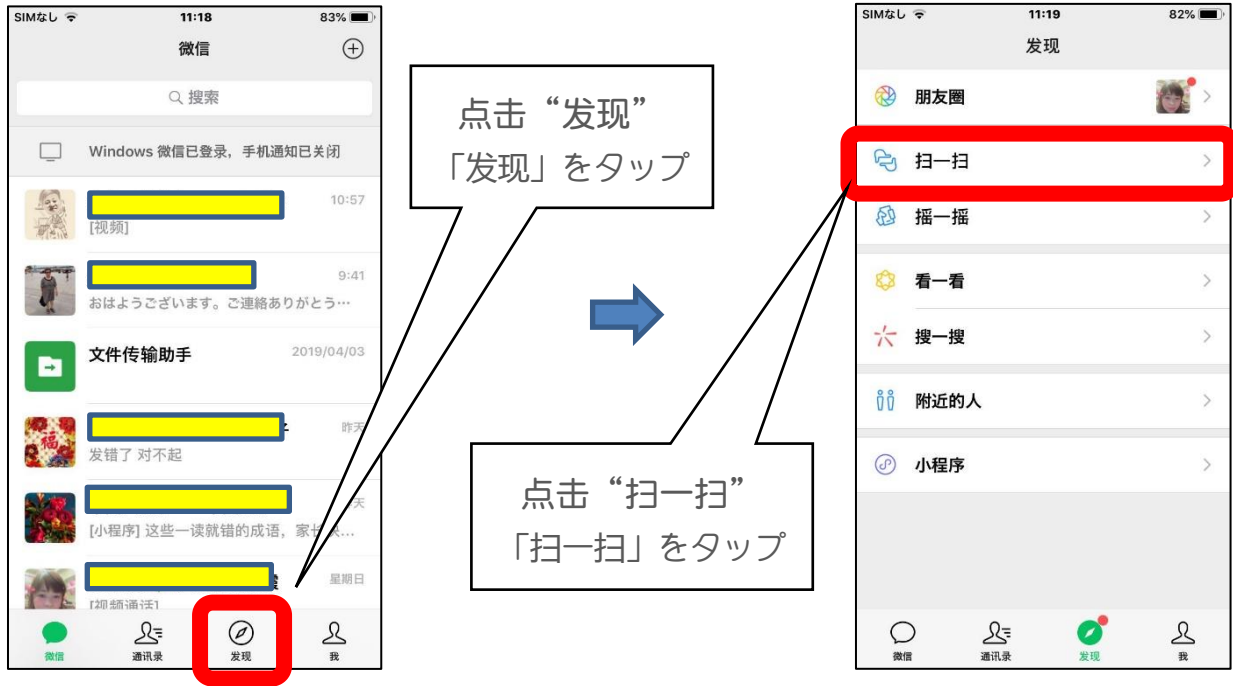 SIMなし 11:18 83%
微信
搜索
Windows 微信已登录，手机通知已关闭
10:57
[视频]
9:41
おはようございます。ご連絡ありがとう…
文件传输助手 2019/04/03
昨天
发错了 对不起
天
[小程序] 这些一读就错的成语，家长快…
星期日
[视频通话]
微信 通讯录 发现 我
点击“发现”
「发现」をタップ
点击“扫一扫”
「扫一扫」をタップ
SIMなし 11:19 82%
发现
朋友圈
扫一扫
摇一摇
看一看
搜一搜
附近的人
小程序
微信 通讯录 发现 我